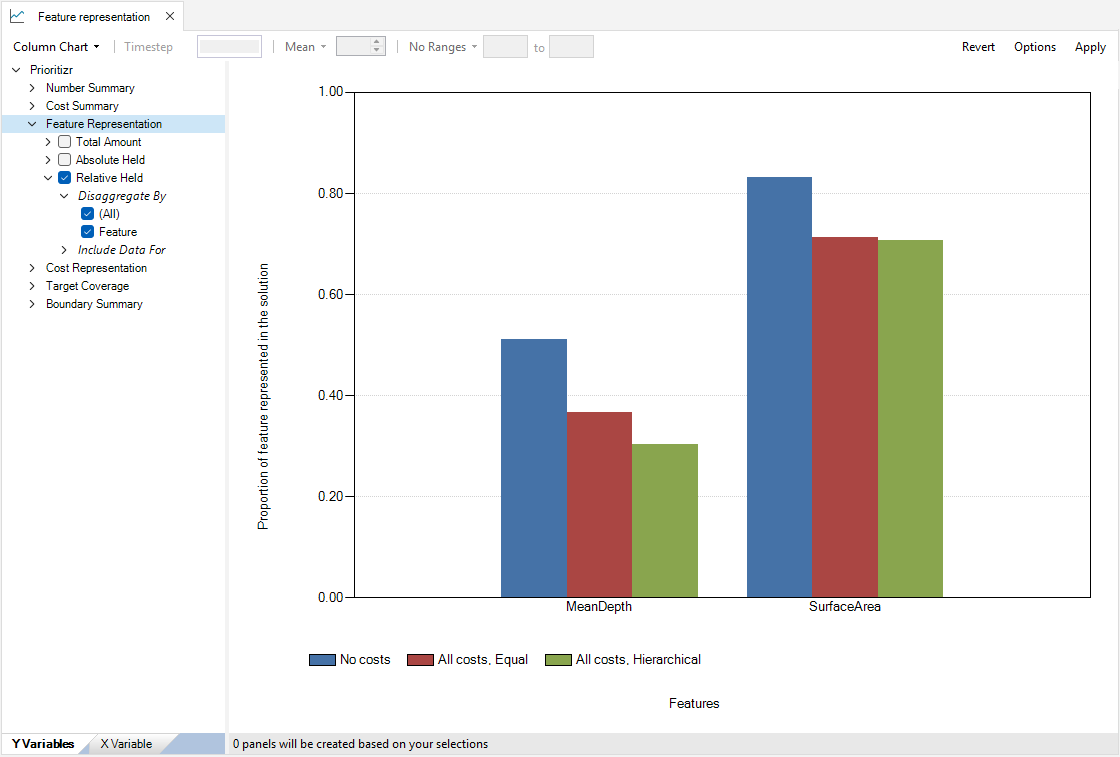 Feature representation
Column Chart Timestep Mean No Ranges to Revert Options Apply
Prioritizr
Number Summary
Cost Summary
Feature Representation
Total Amount
Absolute Held
Relative Held
Disaggregate By
(All)
Feature
Include Data For
Cost Representation
Target Coverage
Boundary Summary
Proportion of feature represented in the solution
1.00
0.80
0.60
0.40
0.20
0.00
MeanDepth SurfaceArea
No costs All costs, Equal All costs, Hierarchical
Features
Y Variables X Variable 0 panels will be created based on your selections